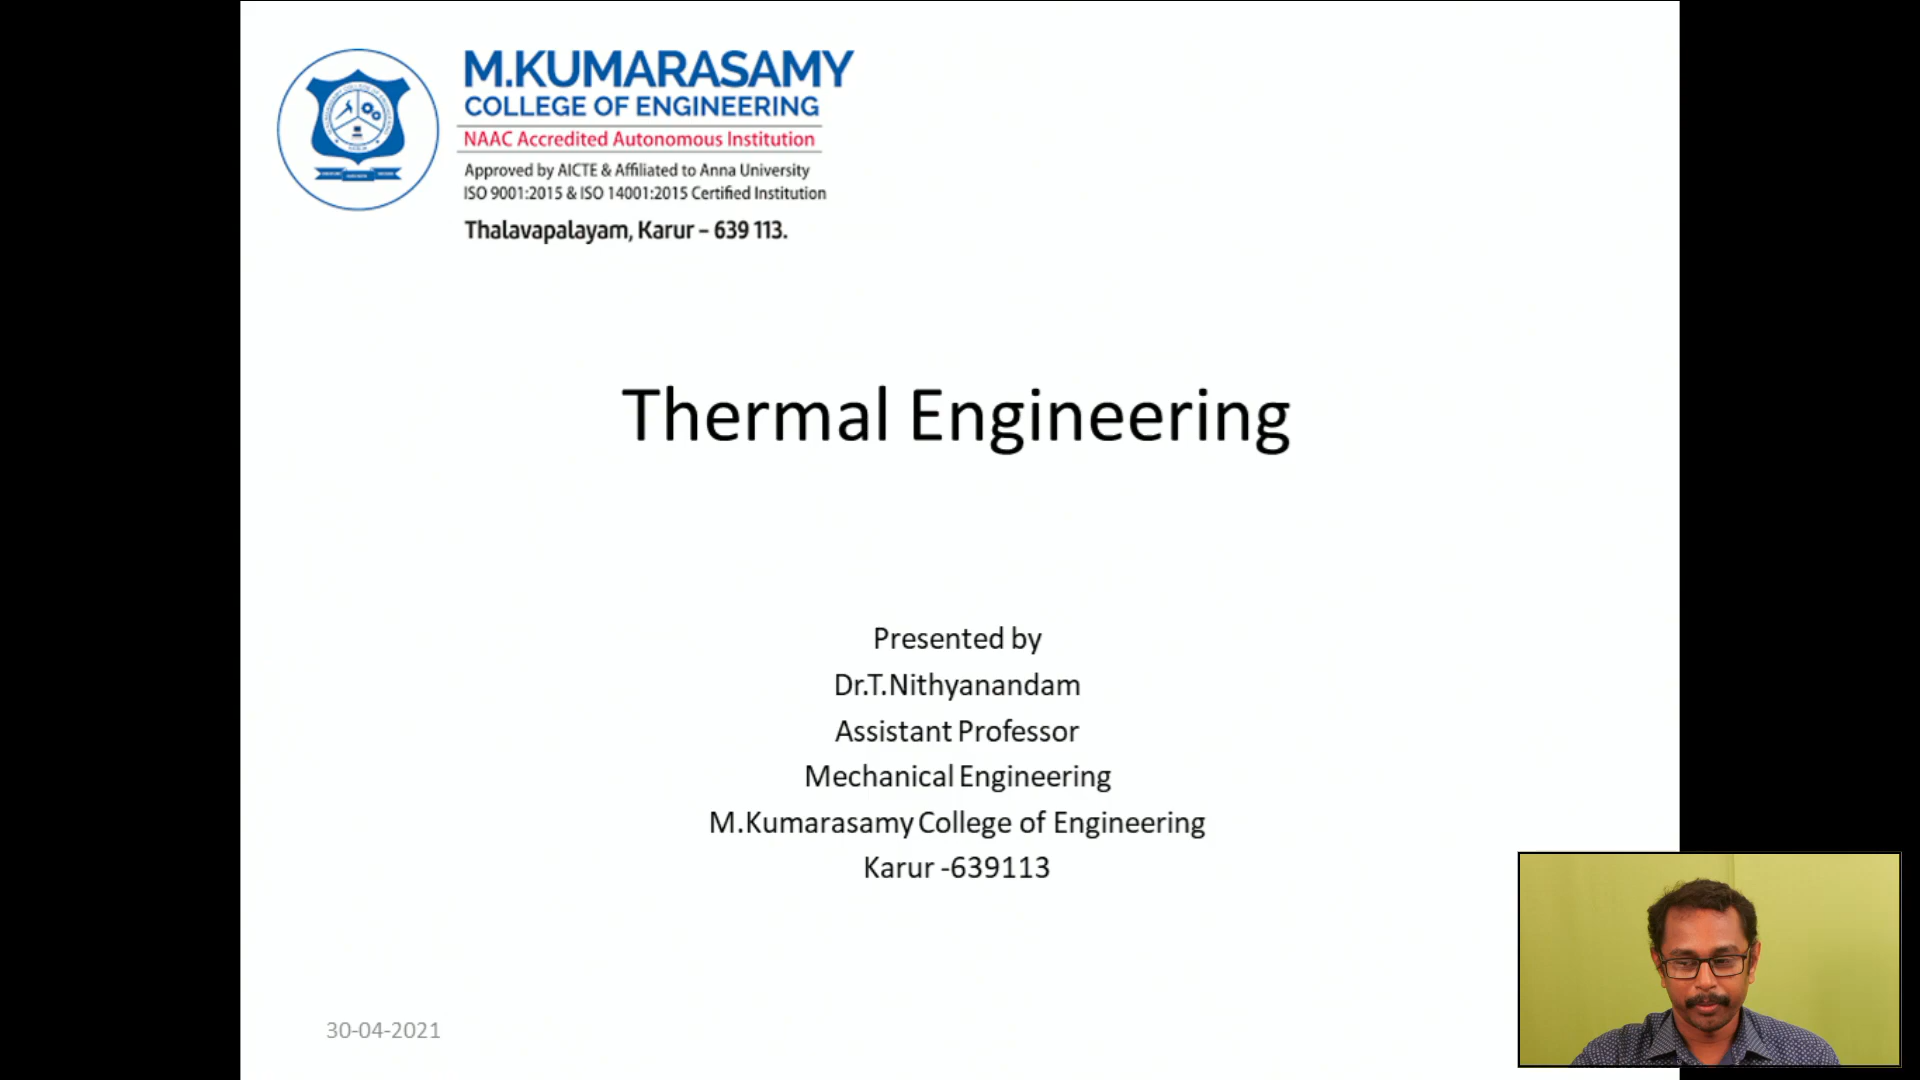 M.KUMARASAMY
COLLEGE OF ENGINEERING
NAAC Accredited Autonomous Institution
Approved by AICTE & Affiliated to Anna University
ISO 9001:2015 & ISO 14001:2015 Certified Institution
Thalavapalayam, Karur – 639 113.
Thermal Engineering
Presented by
Dr.T.Nithyanandam
Assistant Professor
Mechanical Engineering
M.Kumarasamy College of Engineering
Karur -639113
30-04-2021